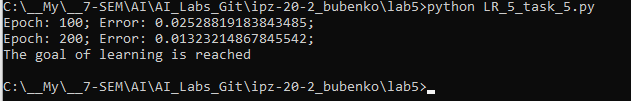 C:\__My\__7-SEM\AI\AI_Labs_Git\ipz-20-2_bubenko\lab5>python LR_5_task_5.py
Epoch: 100; Error: 0.02528819183843485;
Epoch: 200; Error: 0.01323214867845542;
The goal of learning is reached
C:\__My\__7-SEM\AI\AI_Labs_Git\ipz-20-2_bubenko\lab5>